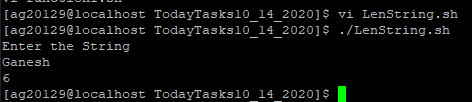 vi
[ag20129@localhost TodayTasks10_14_2020]$ vi LenString.sh
[ag20129@localhost TodayTasks10_14_2020]$ ./LenString.sh
Enter the String
Ganesh
6
[ag20129@localhost TodayTasks10_14_2020]$